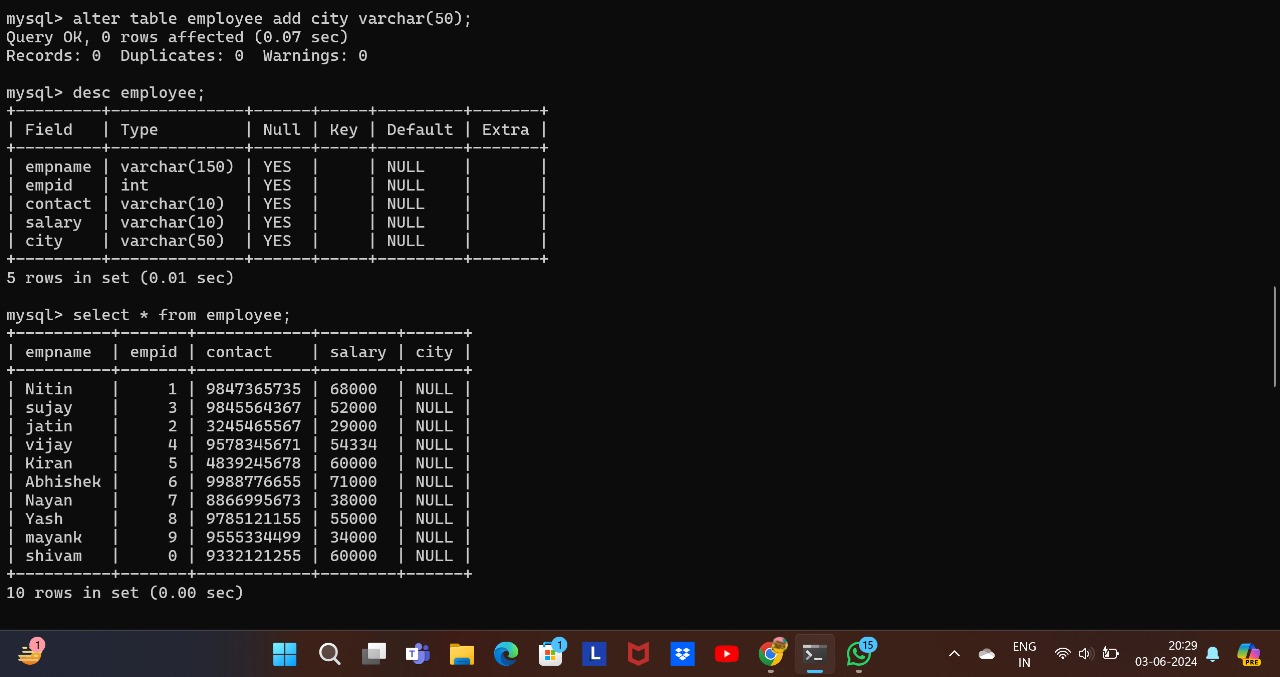 mysql> alter table employee add city varchar(50);
Query OK, 0 rows affected (0.07 sec)
Records: 0  Duplicates: 0  Warnings: 0

mysql> desc employee;
+---------+--------------+------+-----+---------+-------+
| Field   | Type         | Null | Key | Default | Extra |
+---------+--------------+------+-----+---------+-------+
| empname | varchar(150) | YES  |     | NULL    |       |
| empid   | int          | YES  |     | NULL    |       |
| contact | varchar(10)  | YES  |     | NULL    |       |
| salary  | varchar(10)  | YES  |     | NULL    |       |
| city    | varchar(50)  | YES  |     | NULL    |       |
+---------+--------------+------+-----+---------+-------+
5 rows in set (0.01 sec)

mysql> select * from employee;
+----------+-------+------------+--------+------+
| empname  | empid | contact    | salary | city |
+----------+-------+------------+--------+------+
| Nitin    |     1 | 9847365735 | 68000  | NULL |
| sujay    |     3 | 9845564367 | 52000  | NULL |
| jatin    |     2 | 3245465567 | 29000  | NULL |
| vijay    |     4 | 9578345671 | 54334  | NULL |
| Kiran    |     5 | 4839245678 | 60000  | NULL |
| Abhishek |     6 | 9988776655 | 71000  | NULL |
| Nayan    |     7 | 8866995673 | 38000  | NULL |
| Yash     |     8 | 9785121155 | 55000  | NULL |
| mayank   |     9 | 9555334499 | 34000  | NULL |
| shivam   |     0 | 9332121255 | 60000  | NULL |
+----------+-------+------------+--------+------+
10 rows in set (0.00 sec)
1
T
1
L
15
ENG
IN
20:29
03-06-2024
PRE